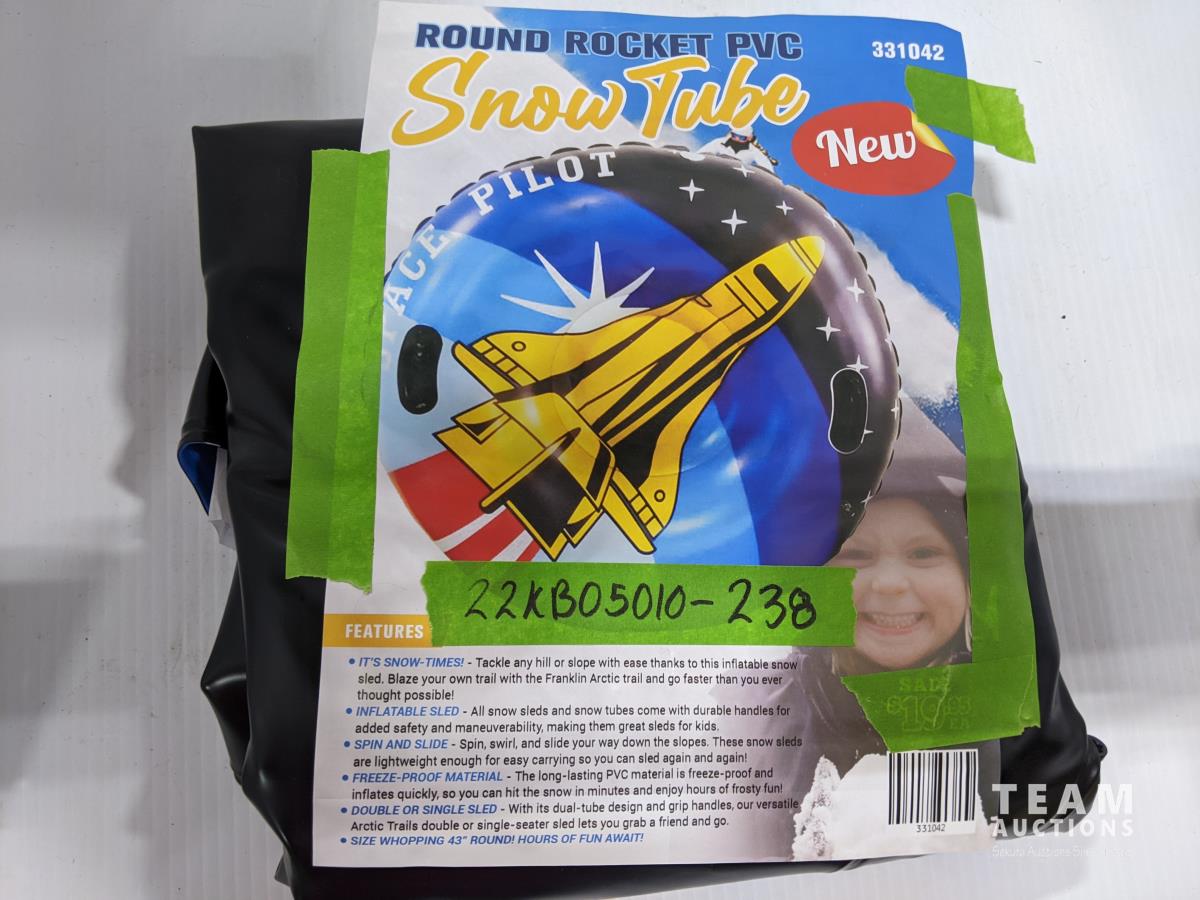 ROUND ROCKET PVC
331042
Snow Tube
New
ACE PILOT
22KB05010-238
FEATURES
• IT'S SNOW-TIMES! - Tackle any hill or slope with ease thanks to this inflatable snow
sled. Blaze your own trail with the Franklin Arctic trail and go faster than you ever
thought possible!
• INFLATABLE SLED - All snow sleds and snow tubes come with durable handles for
added safety and maneuverability, making them great sleds for kids.
• SPIN AND SLIDE - Spin, swirl, and slide your way down the slopes. These snow sleds
are lightweight enough for easy carrying so you can sled again and again!
• FREEZE-PROOF MATERIAL - The long-lasting PVC material is freeze-proof and
inflates quickly, so you can hit the snow in minutes and enjoy hours of frosty fun!
• DOUBLE OR SINGLE SLED - With its dual-tube design and grip handles, our versatile
Arctic Trails double or single-seater sled lets you grab a friend and go.
• SIZE WHOPPING 43" ROUND! HOURS OF FUN AWAIT!
SALE
331042
TEAM
AUCTIONS